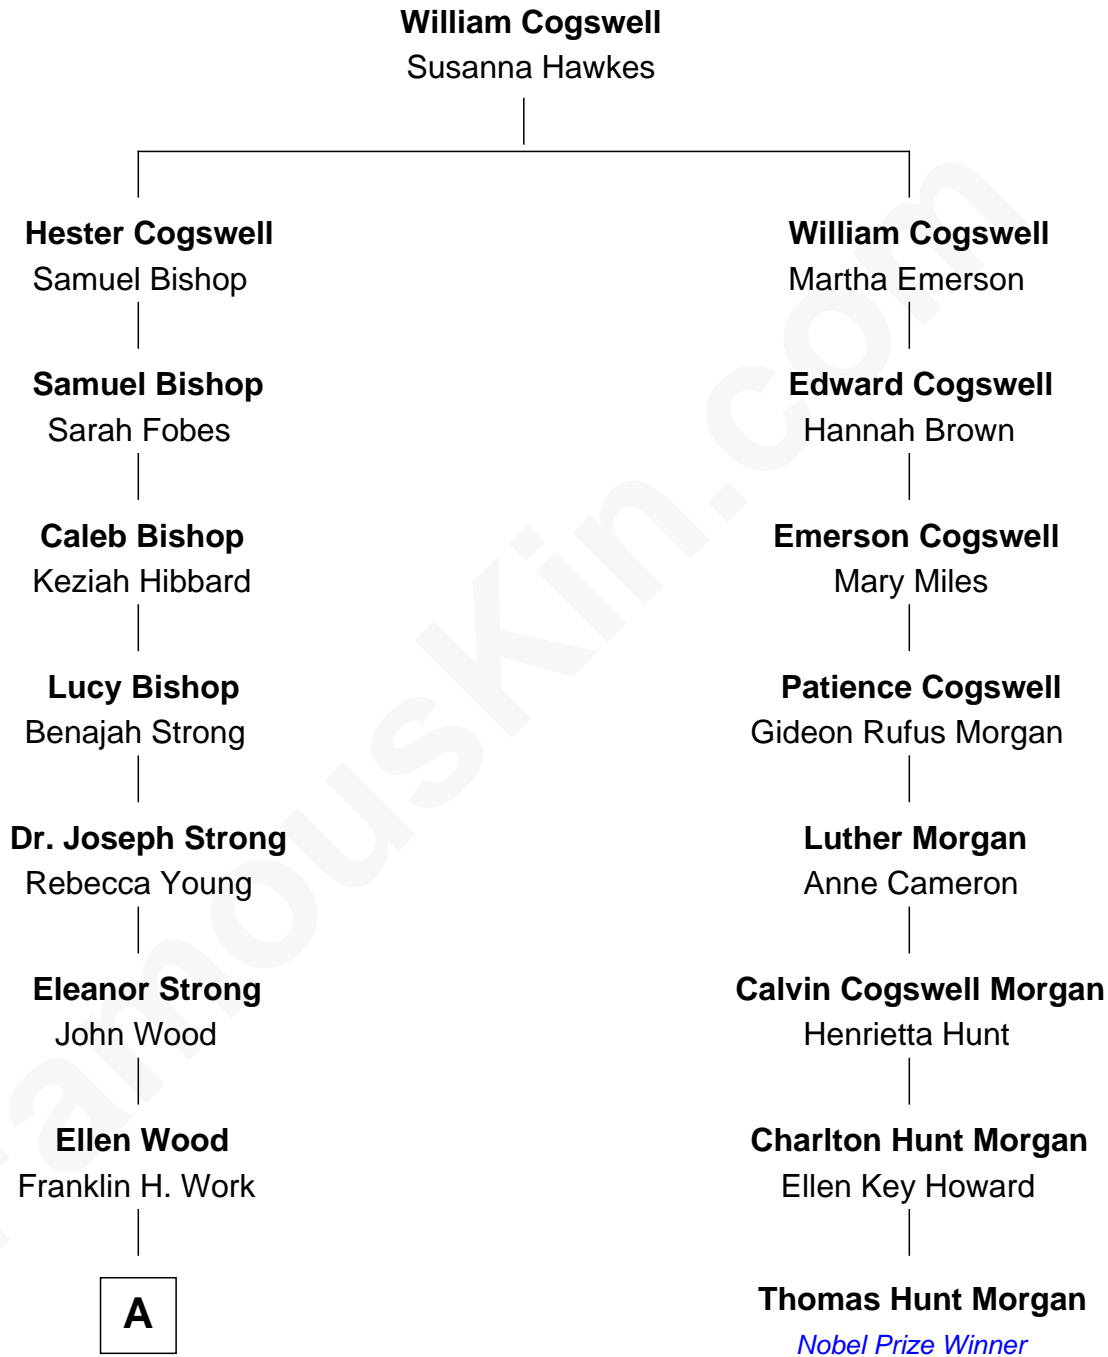 William Cogswell
Susanna Hawkes
Hester Cogswell
Samuel Bishop
William Cogswell
Martha Emerson
Samuel Bishop
Sarah Fobes
Edward Cogswell
Hannah Brown
Caleb Bishop
Keziah Hibbard
Emerson Cogswell
Mary Miles
Lucy Bishop
Benajah Strong
Patience Cogswell
Gideon Rufus Morgan
Dr. Joseph Strong
Rebecca Young
Luther Morgan
Anne Cameron
Eleanor Strong
John Wood
Calvin Cogswell Morgan
Henrietta Hunt
Ellen Wood
Franklin H. Work
Charlton Hunt Morgan
Ellen Key Howard
A
Thomas Hunt Morgan
Nobel Prize Winner
FamousKin.com